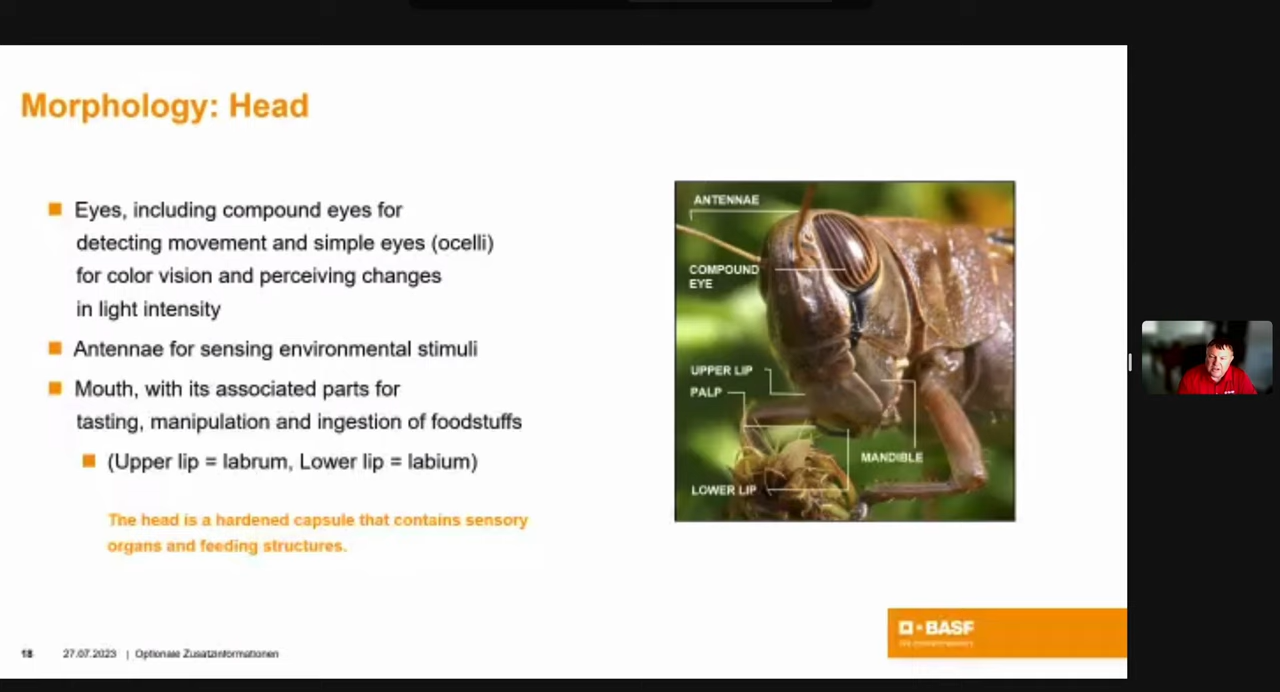 Morphology: Head
Eyes, including compound eyes for
detecting movement and simple eyes (ocelli)
for color vision and perceiving changes
in light intensity
Antennae for sensing environmental stimuli
Mouth, with its associated parts for
tasting, manipulation and ingestion of foodstuffs
(Upper lip = labrum, Lower lip = labium)
The head is a hardened capsule that contains sensory
organs and feeding structures.
ANTENNAE
COMPOUND
EYE
UPPER LIP
PALP
MANDIBLE
LOWER LIP
BASF
18 27.07.2023 | Optionale Zusatzinformationen